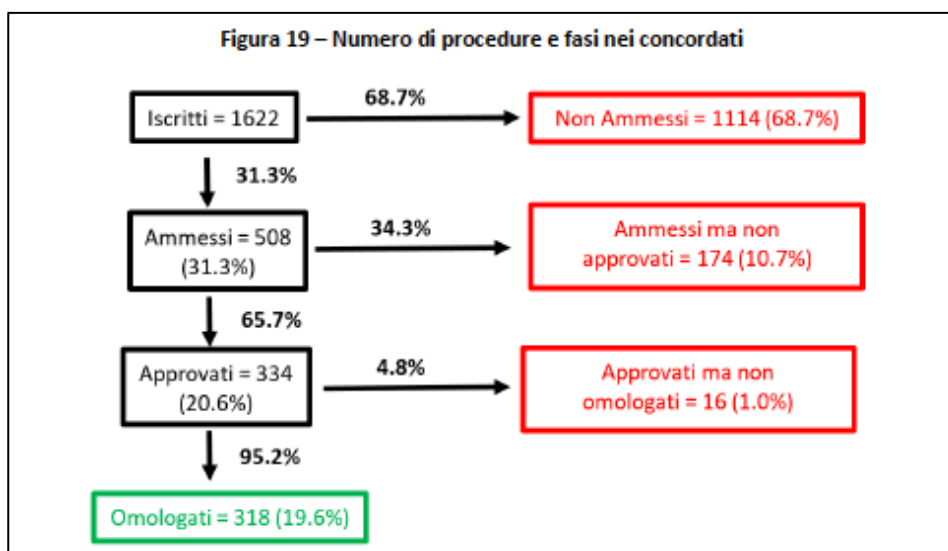 Figura 19 – Numero di procedure e fasi nei concordati
Iscritti = 1622
68.7%
Non Ammessi = 1114 (68.7%)
31.3%
Ammessi = 508
(31.3%)
34.3%
Ammessi ma non
approvati = 174 (10.7%)
65.7%
Approvati = 334
(20.6%)
4.8%
Approvati ma non
omologati = 16 (1.0%)
95.2%
Omologati = 318 (19.6%)